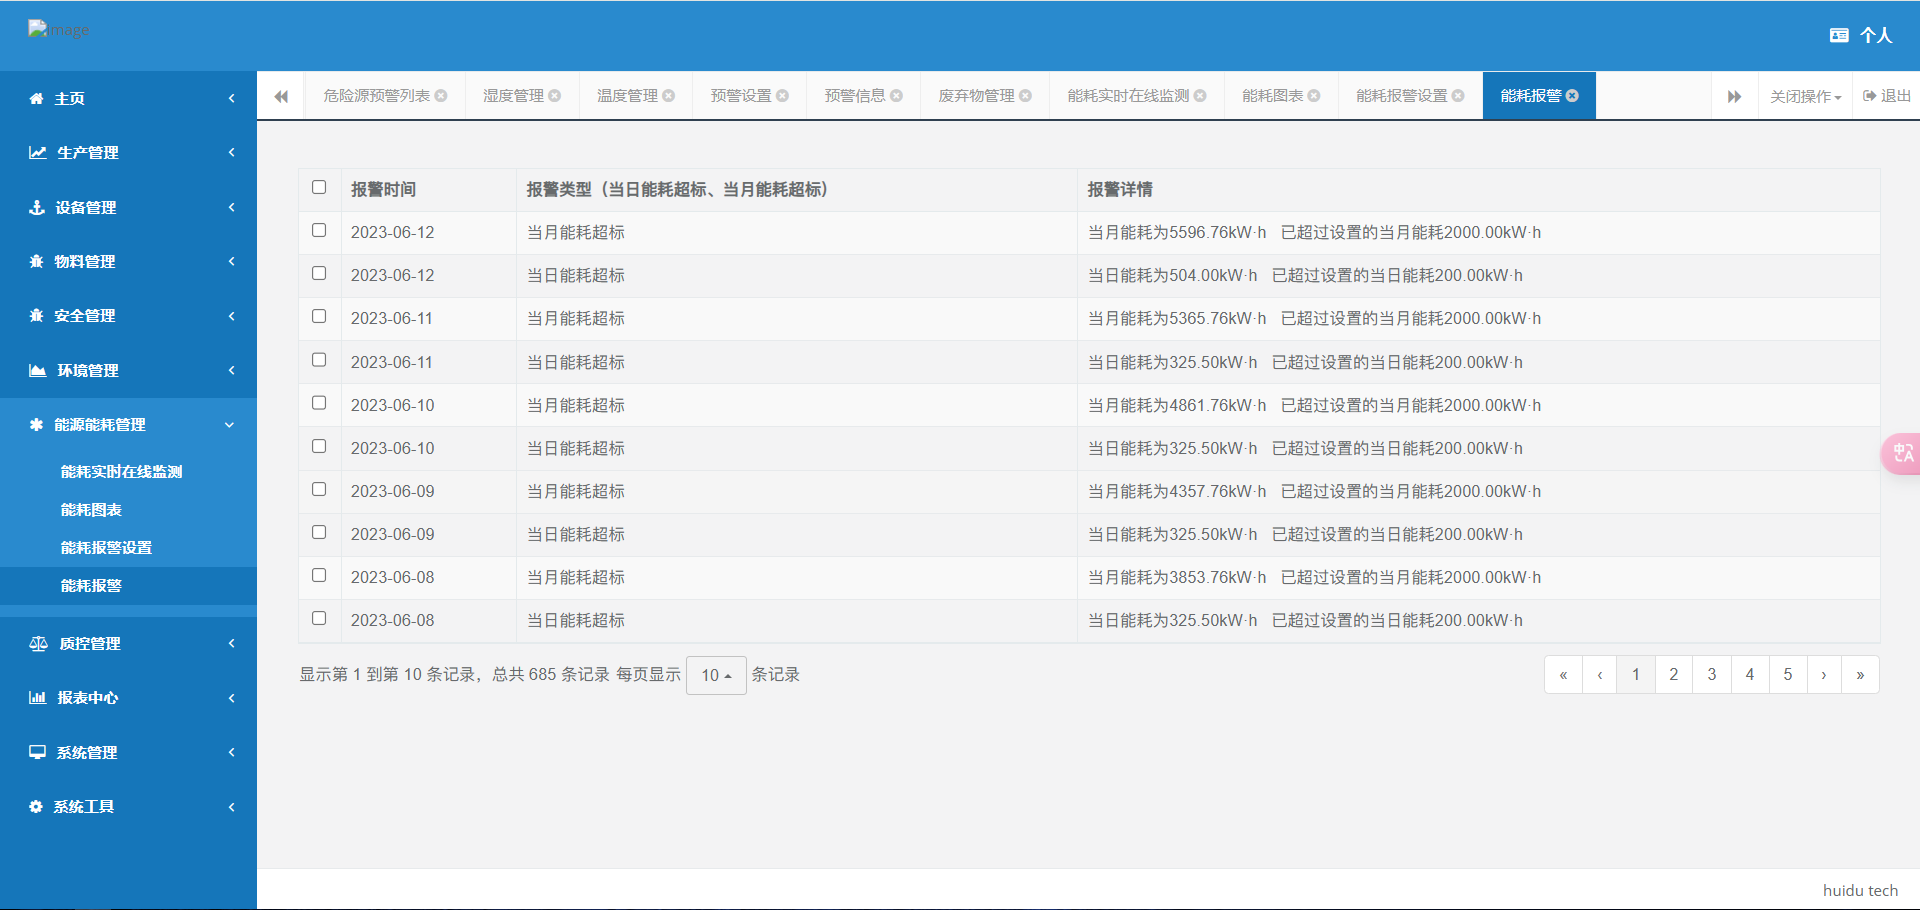 Image
个人
主页
生产管理
设备管理
物料管理
安全管理
环境管理
能源能耗管理
能耗实时在线监测
能耗图表
能耗报警设置
能耗报警
质控管理
报表中心
系统管理
系统工具
危险源预警列表 湿度管理 温度管理 预警设置 预警信息 废弃物管理 能耗实时在线监测 能耗图表 能耗报警设置 能耗报警 关闭操作 退出
报警时间 报警类型（当日能耗超标、当月能耗超标） 报警详情
2023-06-12 当月能耗超标 当月能耗为5596.76kW·h 已超过设置的当月能耗2000.00kW·h
2023-06-12 当日能耗超标 当日能耗为504.00kW·h 已超过设置的当日能耗200.00kW·h
2023-06-11 当月能耗超标 当月能耗为5365.76kW·h 已超过设置的当月能耗2000.00kW·h
2023-06-11 当日能耗超标 当日能耗为325.50kW·h 已超过设置的当日能耗200.00kW·h
2023-06-10 当月能耗超标 当月能耗为4861.76kW·h 已超过设置的当月能耗2000.00kW·h
2023-06-10 当日能耗超标 当日能耗为325.50kW·h 已超过设置的当日能耗200.00kW·h
2023-06-09 当月能耗超标 当月能耗为4357.76kW·h 已超过设置的当月能耗2000.00kW·h
2023-06-09 当日能耗超标 当日能耗为325.50kW·h 已超过设置的当日能耗200.00kW·h
2023-06-08 当月能耗超标 当月能耗为3853.76kW·h 已超过设置的当月能耗2000.00kW·h
2023-06-08 当日能耗超标 当日能耗为325.50kW·h 已超过设置的当日能耗200.00kW·h
显示第 1 到第 10 条记录，总共 685 条记录 每页显示 10 条记录
« ‹ 1 2 3 4 5 › »
中A
huidu tech